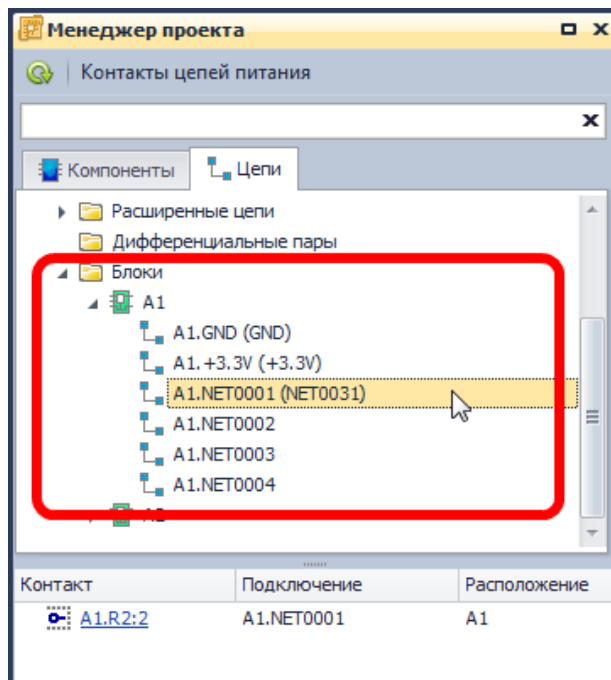 Менеджер проекта
Контакты цепей питания
Компоненты Цепи
Расширенные цепи
Дифференциальные пары
Блоки
A1
A1.GND (GND)
A1.+3.3V (+3.3V)
A1.NET0001 (NET0031)
A1.NET0002
A1.NET0003
A1.NET0004
Контакт Подключение Расположение
A1.R2:2 A1.NET0001 A1